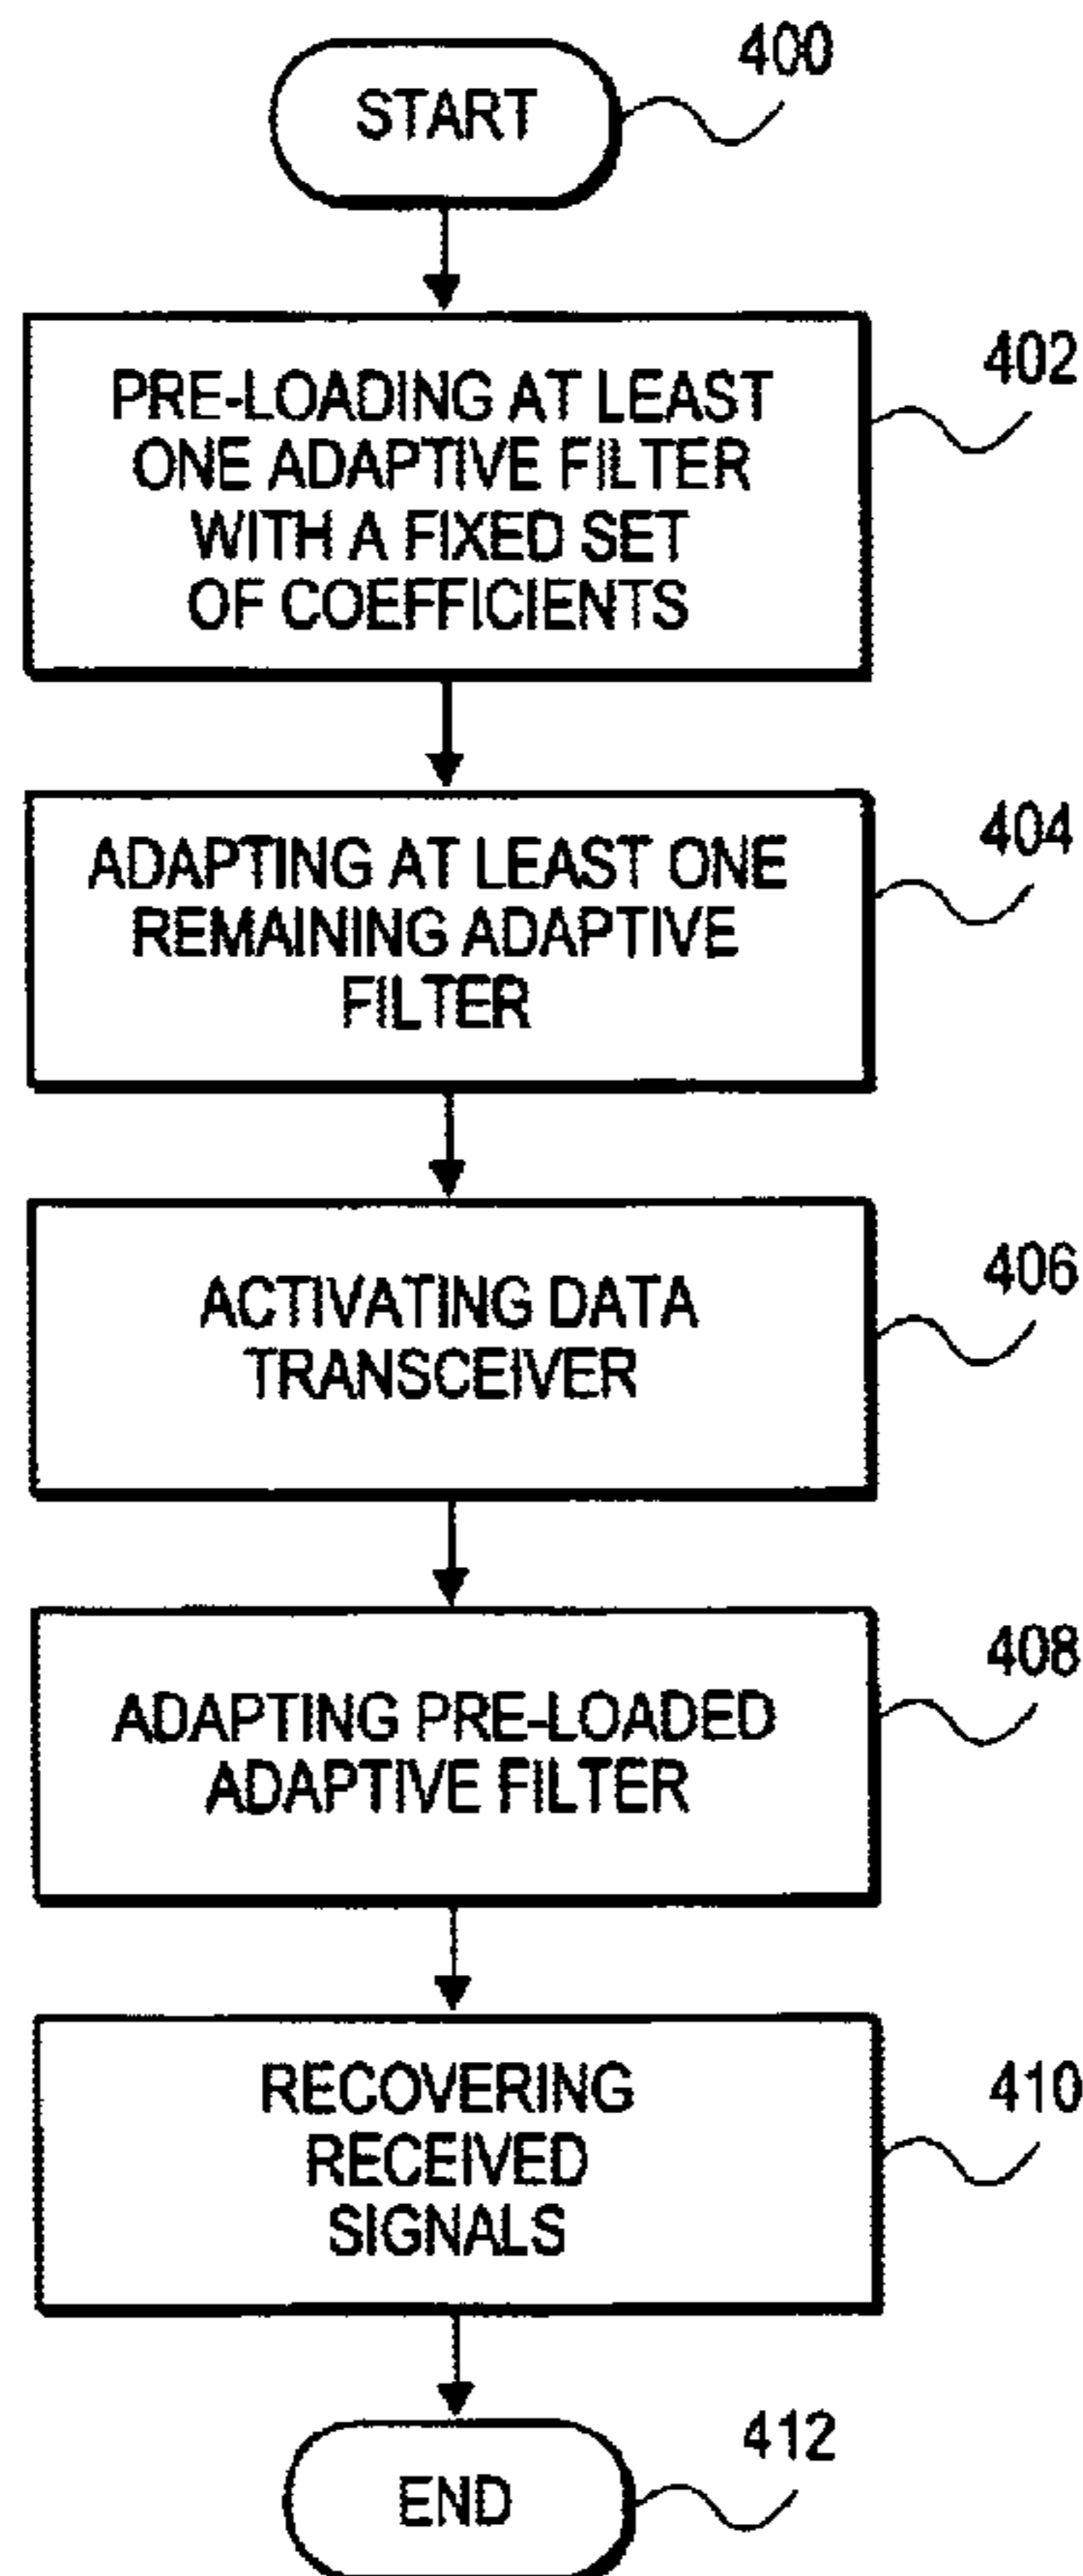 START
400
PRE-LOADING AT LEAST
ONE ADAPTIVE FILTER
WITH A FIXED SET
OF COEFFICIENTS
402
ADAPTING AT LEAST ONE
REMAINING ADAPTIVE
FILTER
404
ACTIVATING DATA
TRANSCEIVER
406
ADAPTING PRE-LOADED
ADAPTIVE FILTER
408
RECOVERING
RECEIVED
SIGNALS
410
END
412